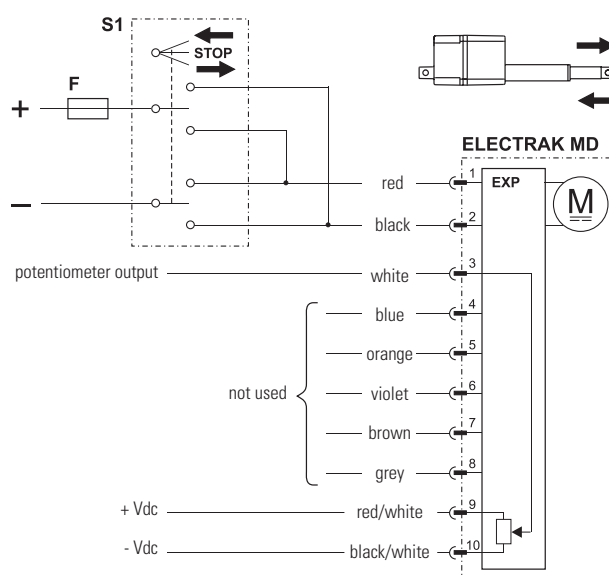 S1
STOP
F
+
–
ELECTRAK MD
EXP
M
red 1
black 2
potentiometer output white 3
blue 4
orange 5
not used violet 6
brown 7
grey 8
+ Vdc red/white 9
- Vdc black/white 10